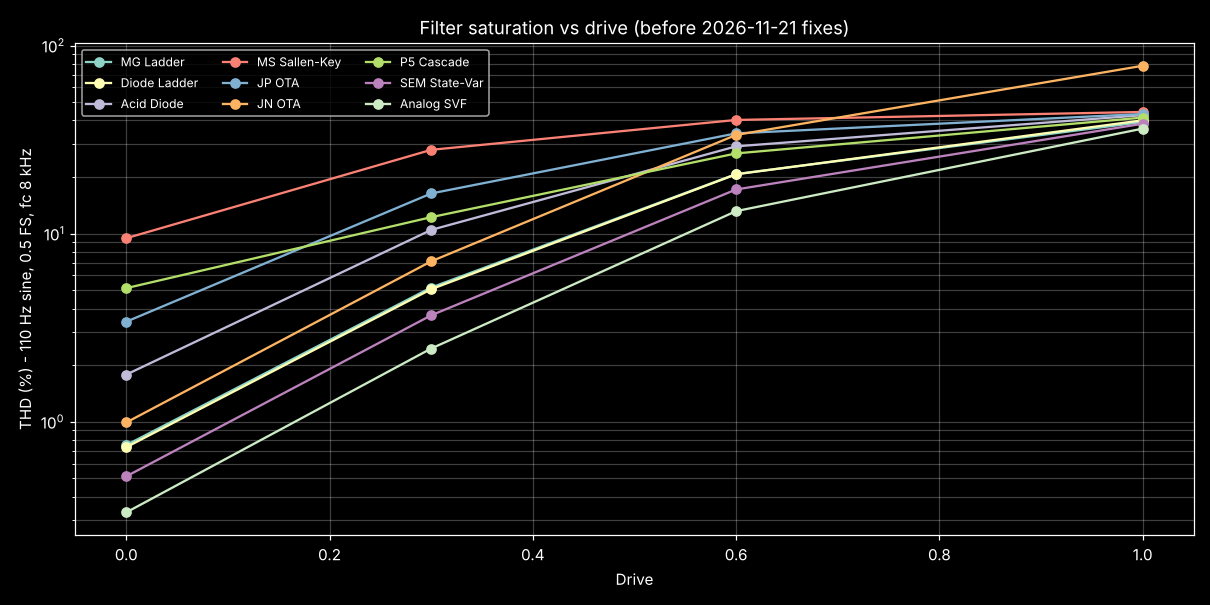 Filter saturation vs drive (before 2026-11-21 fixes)
10²
MG Ladder
Diode Ladder
Acid Diode
MS Sallen-Key
JP OTA
JN OTA
P5 Cascade
SEM State-Var
Analog SVF
10¹
10⁰
THD (%) - 110 Hz sine, 0.5 FS, fc 8 kHz
0.0 0.2 0.4 0.6 0.8 1.0
Drive